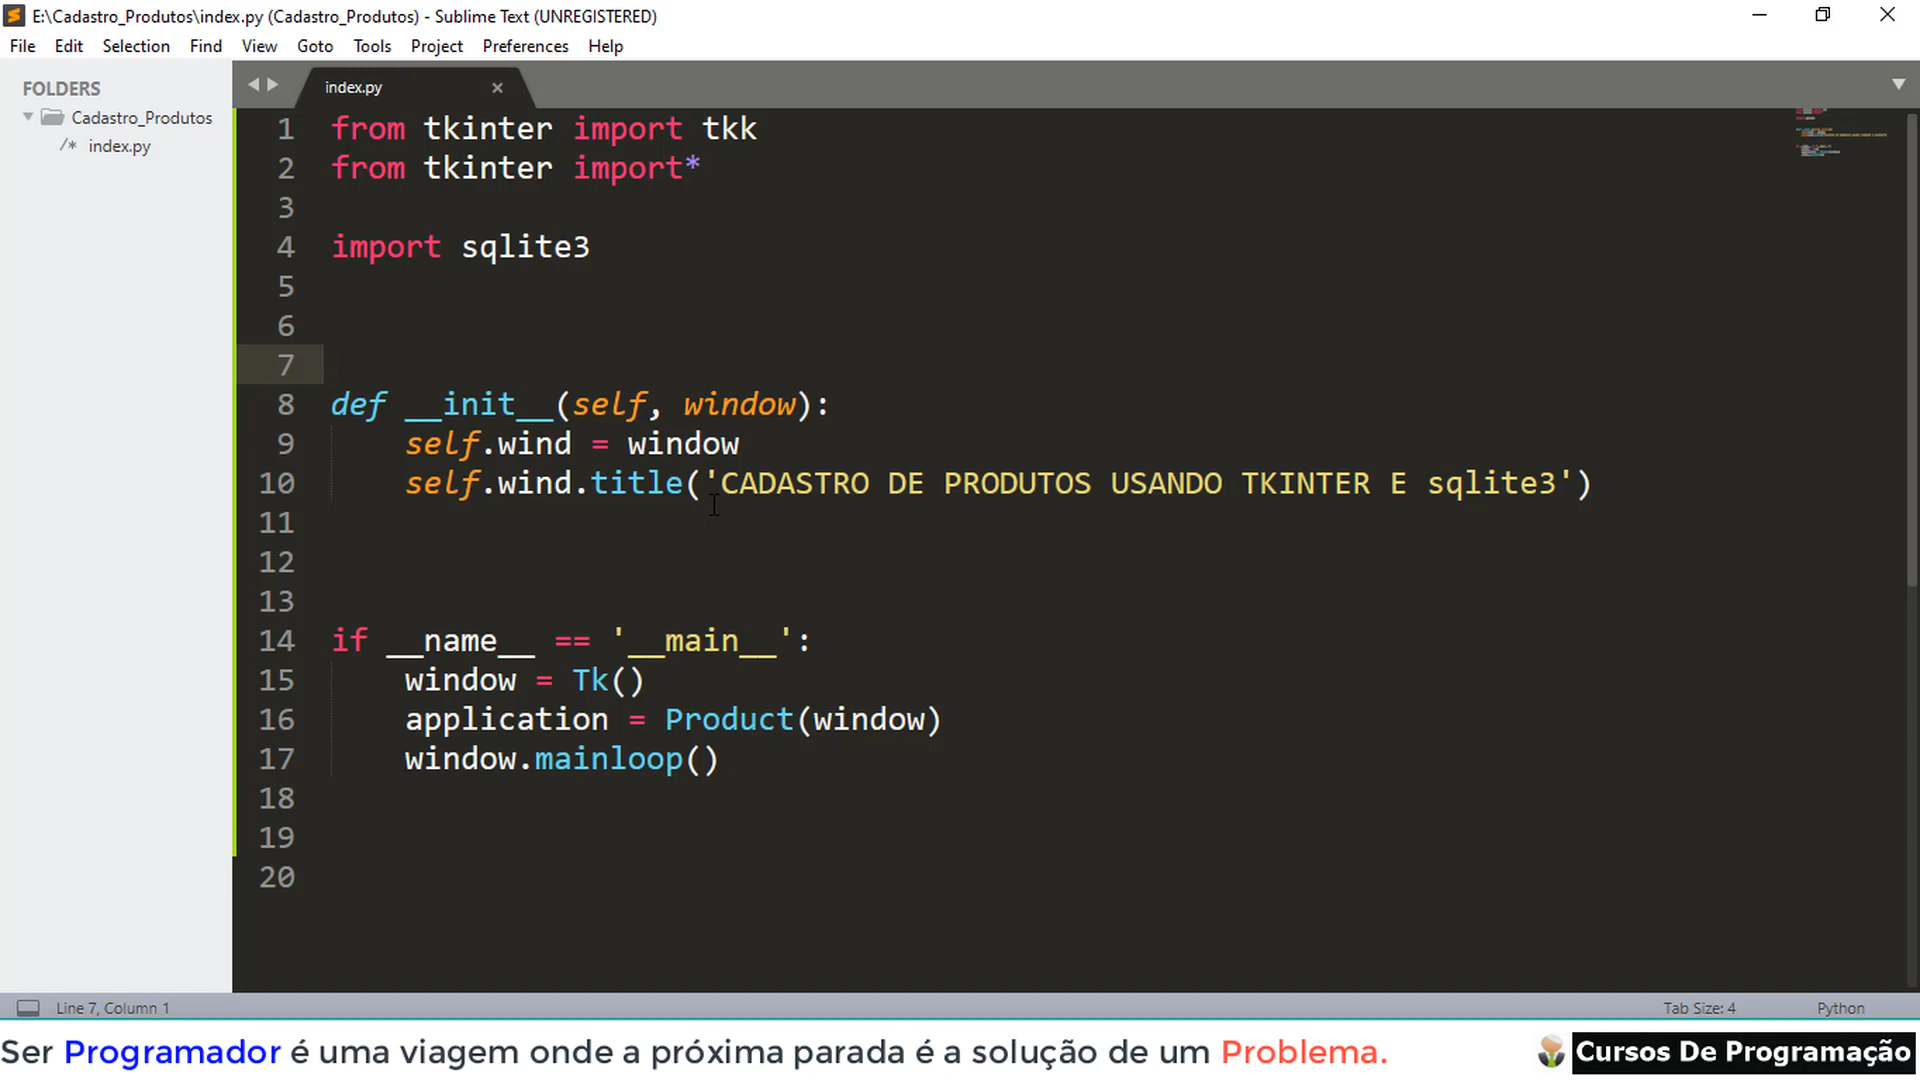 E:\Cadastro_Produtos\index.py (Cadastro_Produtos) - Sublime Text (UNREGISTERED)
File Edit Selection Find View Goto Tools Project Preferences Help
FOLDERS
Cadastro_Produtos
/* index.py
index.py
1 from tkinter import tkk
2 from tkinter import*
3
4 import sqlite3
5
6
7
8 def __init__(self, window):
9     self.wind = window
10     self.wind.title('CADASTRO DE PRODUTOS USANDO TKINTER E sqlite3')
11
12
13
14 if __name__ == '__main__':
15     window = Tk()
16     application = Product(window)
17     window.mainloop()
18
19
20
Line 7, Column 1 Tab Size: 4 Python
Ser Programador é uma viagem onde a próxima parada é a solução de um Problema. Cursos De Programação